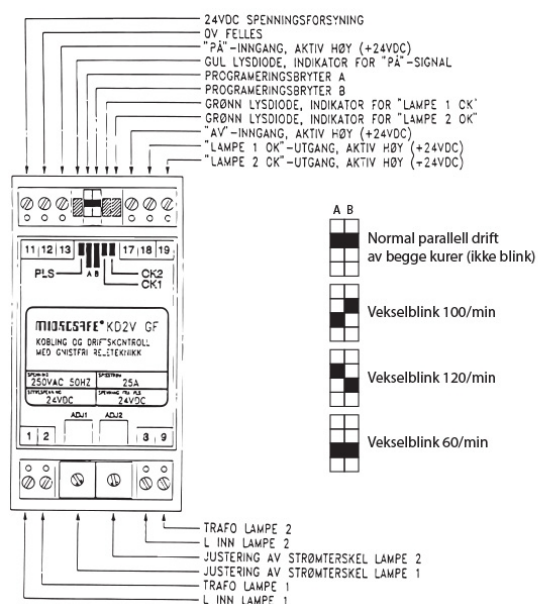 24VDC SPENNINGSFORSYNING
0V FELLES
"PÅ"-INNGANG, AKTIV HØY (+24VDC)
GUL LYSDIODE, INDIKATOR FOR "PÅ"-SIGNAL
PROGRAMERINGSBRYTER A
PROGRAMERINGSBRYTER B
GRØNN LYSDIODE, INDIKATOR FOR "LAMPE 1 CK"
GRØNN LYSDIODE, INDIKATOR FOR "LAMPE 2 OK"
"AV"-INNGANG, AKTIV HØY (+24VDC)
"LAMPE 1 OK"-UTGANG, AKTIV HØY (+24VDC)
"LAMPE 2 CK"-UTGANG, AKTIV HØY (+24VDC)
11 12 13 17 18 19
PLS A B CK2
CK1
KD2V GF
KOBLING OG DRIFTSKONTROLL
MED GNISTFRI RELETEKNIKK
250VAC 50HZ 25A
24VDC 24VDC
ADJ1 ADJ2
1 2 8 9
A B
Normal parallell drift
av begge kurer (ikke blink)
Vekselblink 100/min
Vekselblink 120/min
Vekselblink 60/min
TRAFO LAMPE 2
L INN LAMPE 2
JUSTERING AV STRØMTERSKEL LAMPE 2
JUSTERING AV STRØMTERSKEL LAMPE 1
TRAFO LAMPE 1
L INN LAMPE 1